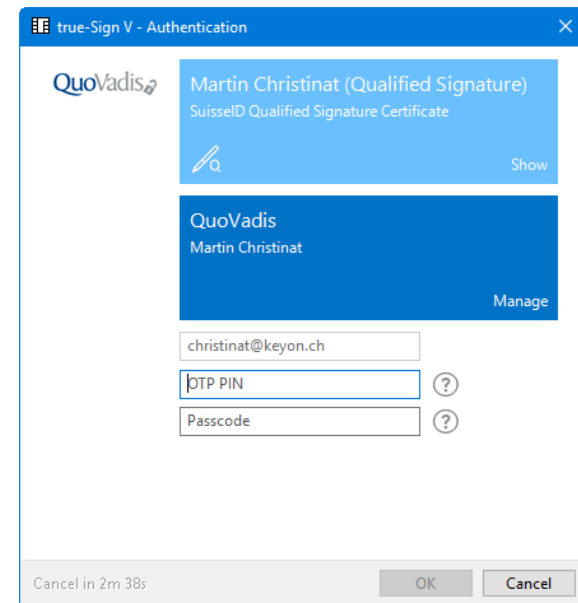 true-Sign V - Authentication
QuoVadis
Martin Christinat (Qualified Signature)
SuisseID Qualified Signature Certificate
Q
Show
QuoVadis
Martin Christinat
Manage
christinat@keyon.ch
OTP PIN
?
Passcode
?
Cancel in 2m 38s
OK
Cancel